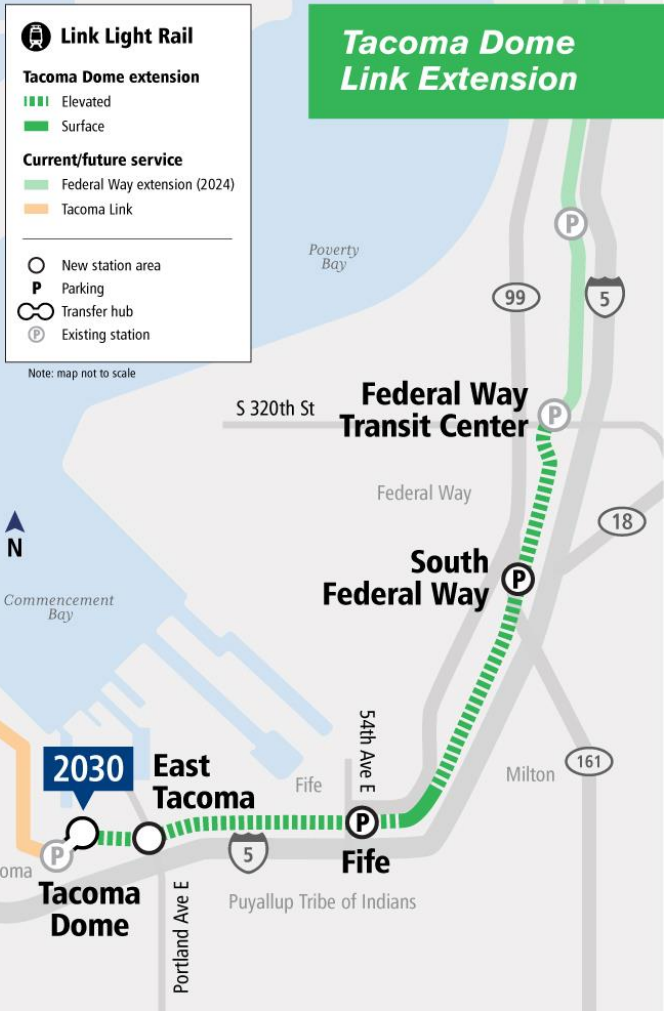 Link Light Rail
Tacoma Dome extension
Elevated
Surface
Current/future service
Federal Way extension (2024)
Tacoma Link
New station area
P Parking
Transfer hub
P Existing station
Note: map not to scale
Tacoma Dome
Link Extension
P
Poverty
Bay
99
5
S 320th St
Federal Way
Transit Center
P
Federal Way
18
N
South
Federal Way
P
Commencement
Bay
54th Ave E
2030
East
Tacoma
Fife
Milton
161
P
P
oma
5
Fife
Tacoma
Dome
Portland Ave E
Puyallup Tribe of Indians